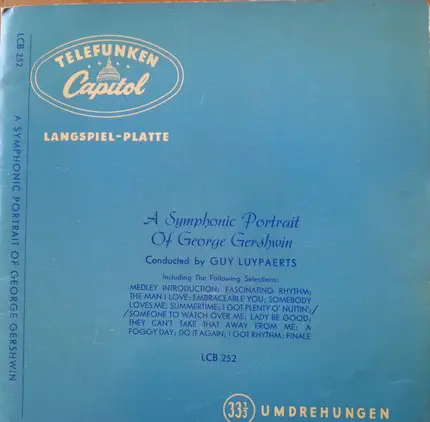 LCB 252
A SYMPHONIC PORTRAIT OF GEORGE GERSHWIN
TELEFUNKEN
Capitol
LANGSPIEL-PLATTE
A Symphonic Portrait
Of George Gershwin
Conducted by GUY LUYPAERTS
Including The Following Selections:
MEDLEY INTRODUCTION; FASCINATING RHYTHM;
THE MAN I LOVE; EMBRACEABLE YOU; SOMEBODY
LOVES ME; SUMMERTIME; I GOT PLENTY O' NUTTIN';
SOMEONE TO WATCH OVER ME; LADY BE GOOD;
THEY CAN'T TAKE THAT AWAY FROM ME; A
FOGGY DAY; DO IT AGAIN; I GOT RHYTHM; FINALE
LCB 252
33⅓ UMDREHUNGEN